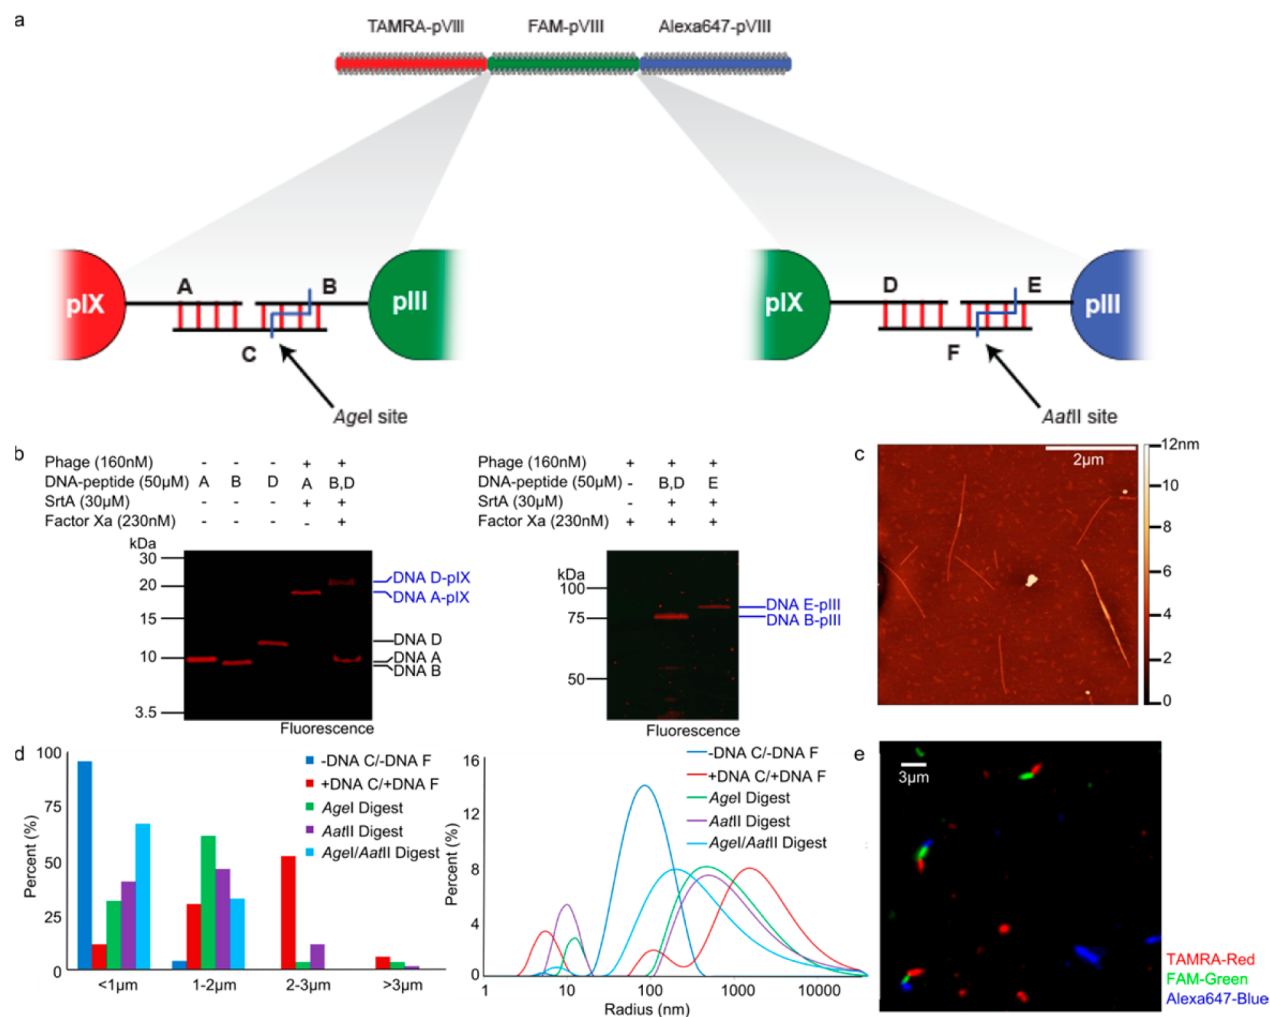 a
TAMRA-pVIII FAM-pVIII Alexa647-pVIII
pIX A B pIII
C
AgeI site
pIX D E pIII
F
AatII site
b
Phage (160nM) - - - + +
DNA-peptide (50µM) A B D A B,D
SrtA (30µM) - - - + +
Factor Xa (230nM) - - - - +
kDa
30
20
15
10
3.5
DNA D-pIX
DNA A-pIX
DNA D
DNA A
DNA B
Fluorescence
Phage (160nM) + + +
DNA-peptide (50µM) - B,D E
SrtA (30µM) - + +
Factor Xa (230nM) + + +
kDa
100
75
50
DNA E-pIII
DNA B-pIII
Fluorescence
c
2µm
12nm
10
8
6
4
2
0
d
100
75
50
25
0
Percent (%)
-DNA C/-DNA F
+DNA C/+DNA F
AgeI Digest
AatII Digest
AgeI/AatII Digest
<1µm 1-2µm 2-3µm >3µm
16
12
8
4
0
Percent (%)
-DNA C/-DNA F
+DNA C/+DNA F
AgeI Digest
AatII Digest
AgeI/AatII Digest
1 10 100 1000 10000
Radius (nm)
e
3µm
TAMRA-Red
FAM-Green
Alexa647-Blue